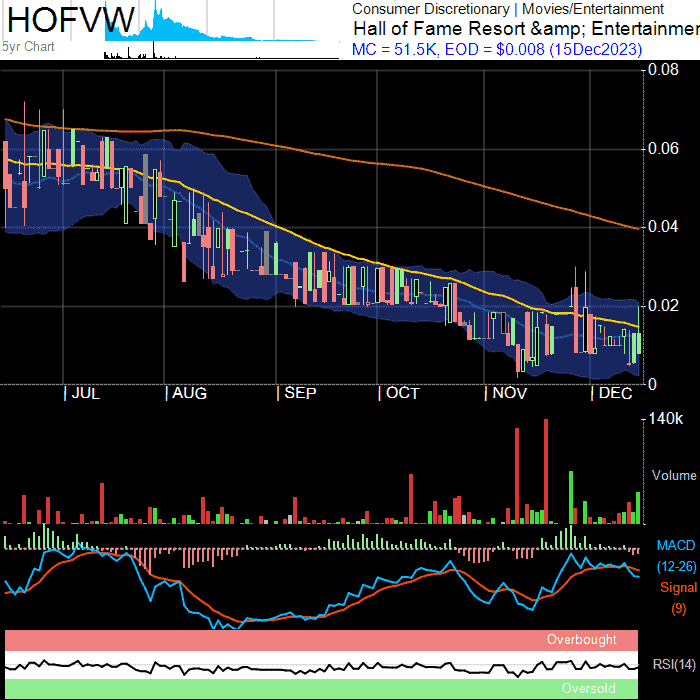 HOFVW
5yr Chart
Consumer Discretionary | Movies/Entertainment
Hall of Fame Resort &amp; Entertainmen
MC = 51.5K, EOD = $0.008 (15Dec2023)
0.08
0.06
0.04
0.02
0
| JUL | AUG | SEP | OCT | NOV | DEC
140k
Volume
MACD
(12-26)
Signal
(9)
Overbought
RSI(14)
Oversold